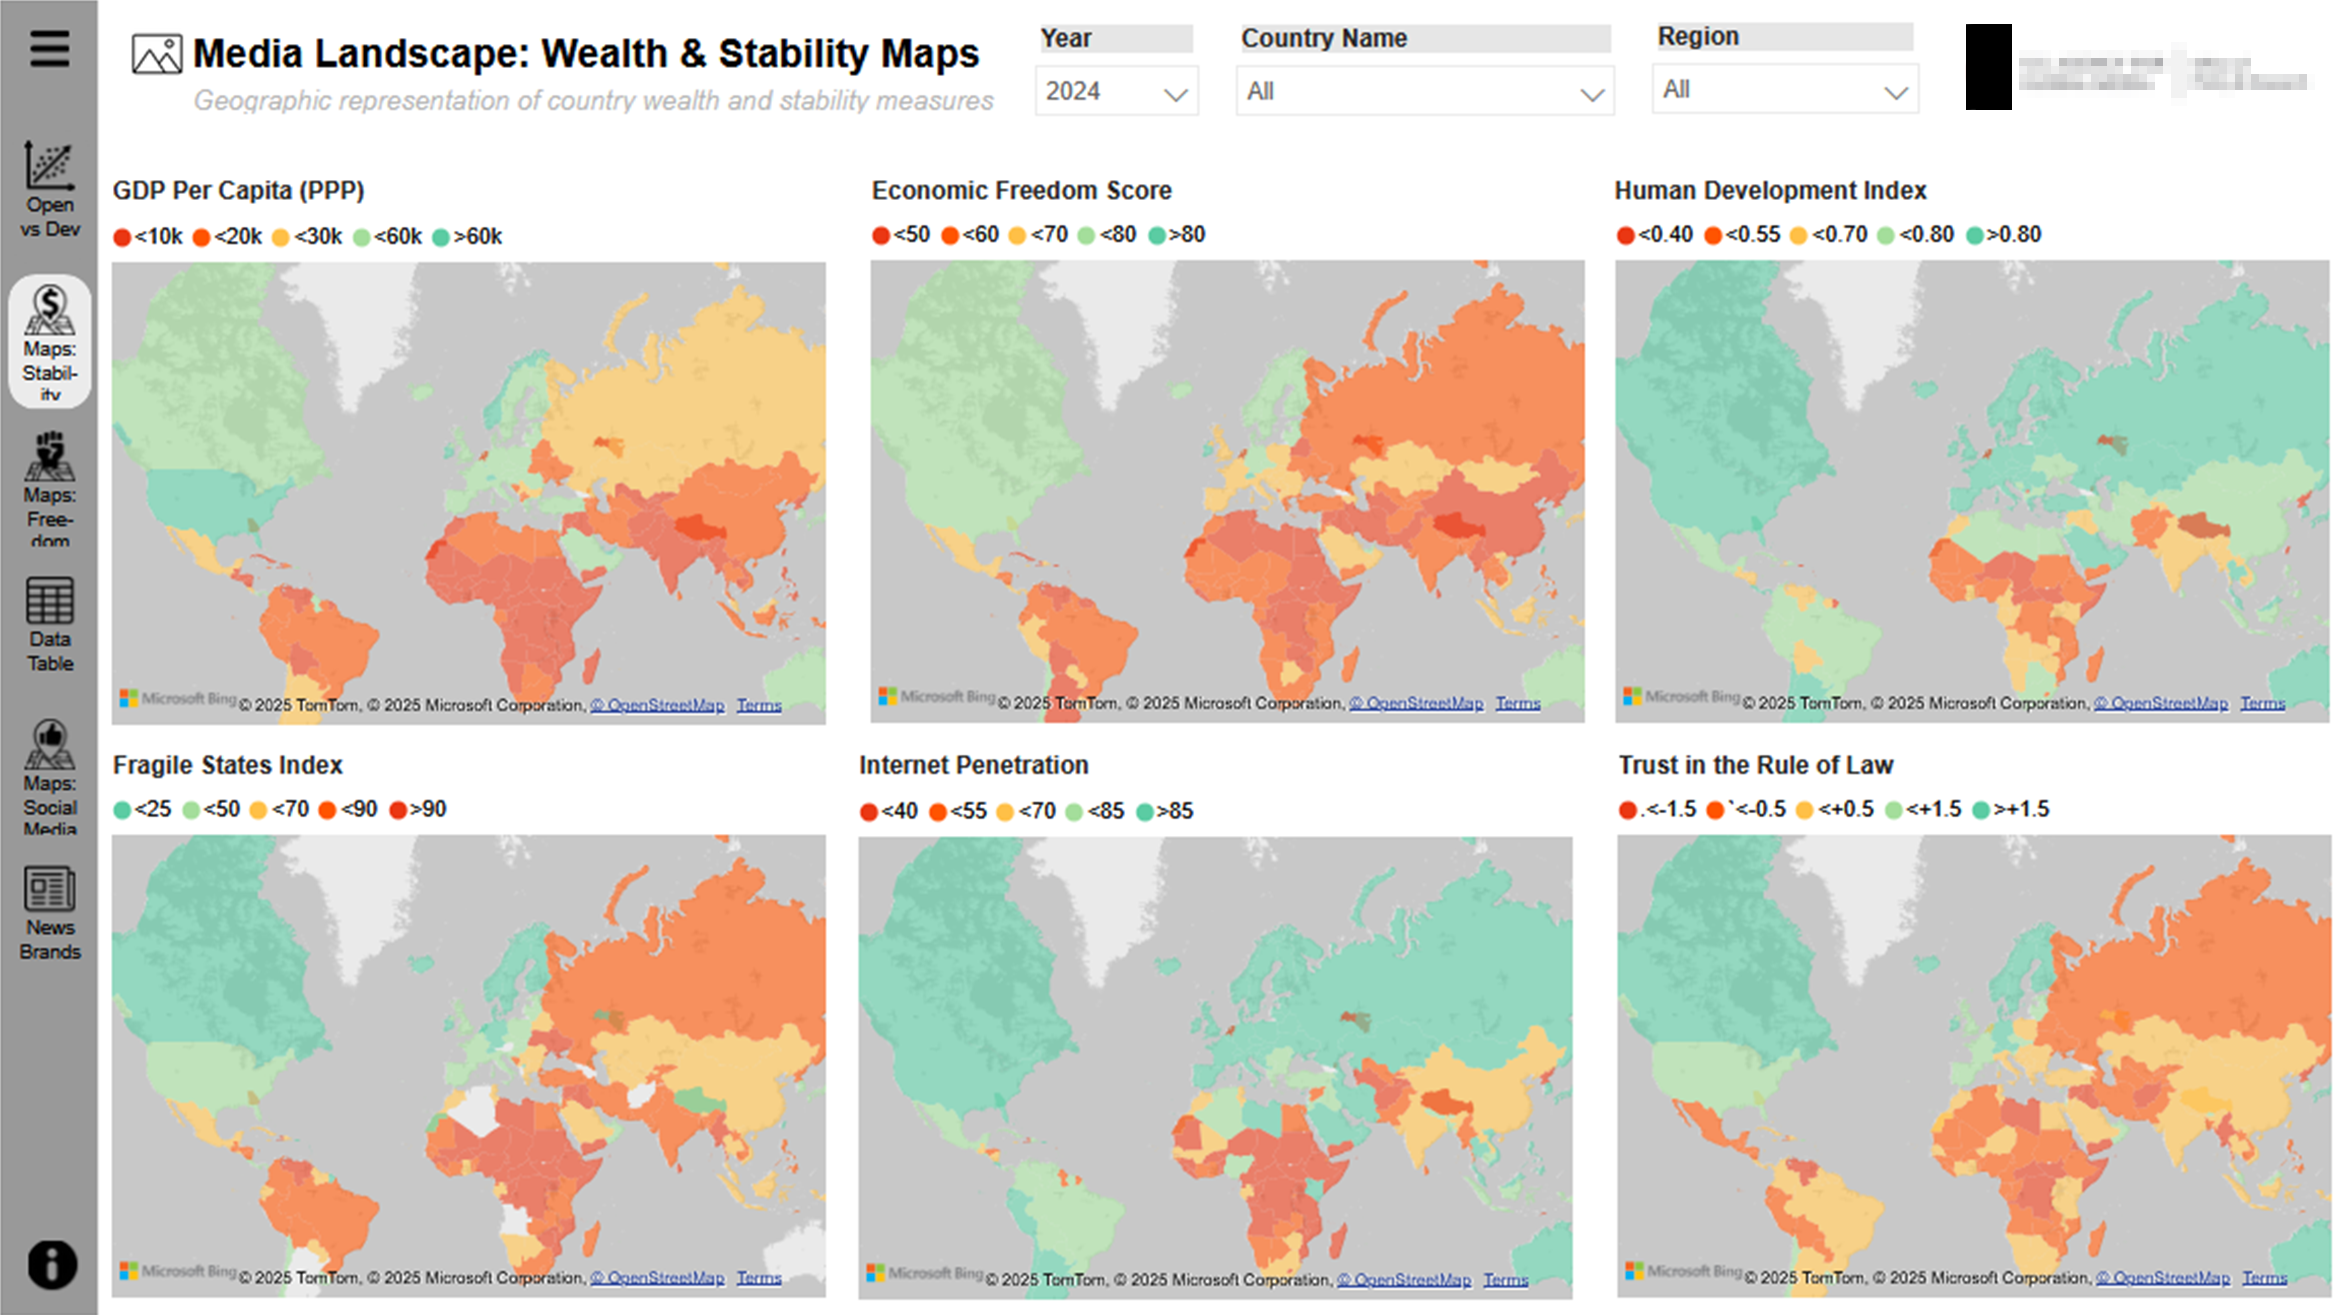 Media Landscape: Wealth & Stability Maps
Geographic representation of country wealth and stability measures
Year
2024
Country Name
All
Region
All
Open
vs Dev
Maps:
Stabil-
ity
Maps:
Free-
dom
Data
Table
Maps:
Social
Media
News
Brands
GDP Per Capita (PPP)
<10k <20k <30k <60k >60k
Microsoft Bing © 2025 TomTom, © 2025 Microsoft Corporation, © OpenStreetMap Terms
Economic Freedom Score
<50 <60 <70 <80 >80
Microsoft Bing © 2025 TomTom, © 2025 Microsoft Corporation, © OpenStreetMap Terms
Human Development Index
<0.40 <0.55 <0.70 <0.80 >0.80
Microsoft Bing © 2025 TomTom, © 2025 Microsoft Corporation, © OpenStreetMap Terms
Fragile States Index
<25 <50 <70 <90 >90
Microsoft Bing © 2025 TomTom, © 2025 Microsoft Corporation, © OpenStreetMap Terms
Internet Penetration
<40 <55 <70 <85 >85
Microsoft Bing © 2025 TomTom, © 2025 Microsoft Corporation, © OpenStreetMap Terms
Trust in the Rule of Law
.<-1.5 `<-0.5 <+0.5 <+1.5 >+1.5
Microsoft Bing © 2025 TomTom, © 2025 Microsoft Corporation, © OpenStreetMap Terms